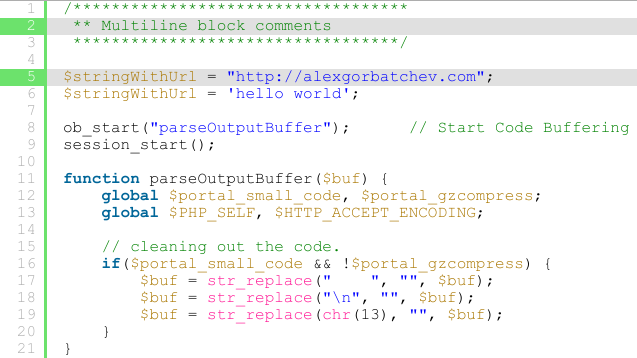 1 /***********************************
2 ** Multiline block comments
3 **********************************/
4
5 $stringWithUrl = "http://alexgorbatchev.com";
6 $stringWithUrl = 'hello world';
7
8 ob_start("parseOutputBuffer");      // Start Code Buffering
9 session_start();
10
11 function parseOutputBuffer($buf) {
12     global $portal_small_code, $portal_gzcompress;
13     global $PHP_SELF, $HTTP_ACCEPT_ENCODING;
14
15     // cleaning out the code.
16     if($portal_small_code && !$portal_gzcompress) {
17         $buf = str_replace("    ", "", $buf);
18         $buf = str_replace("\n", "", $buf);
19         $buf = str_replace(chr(13), "", $buf);
20     }
21 }